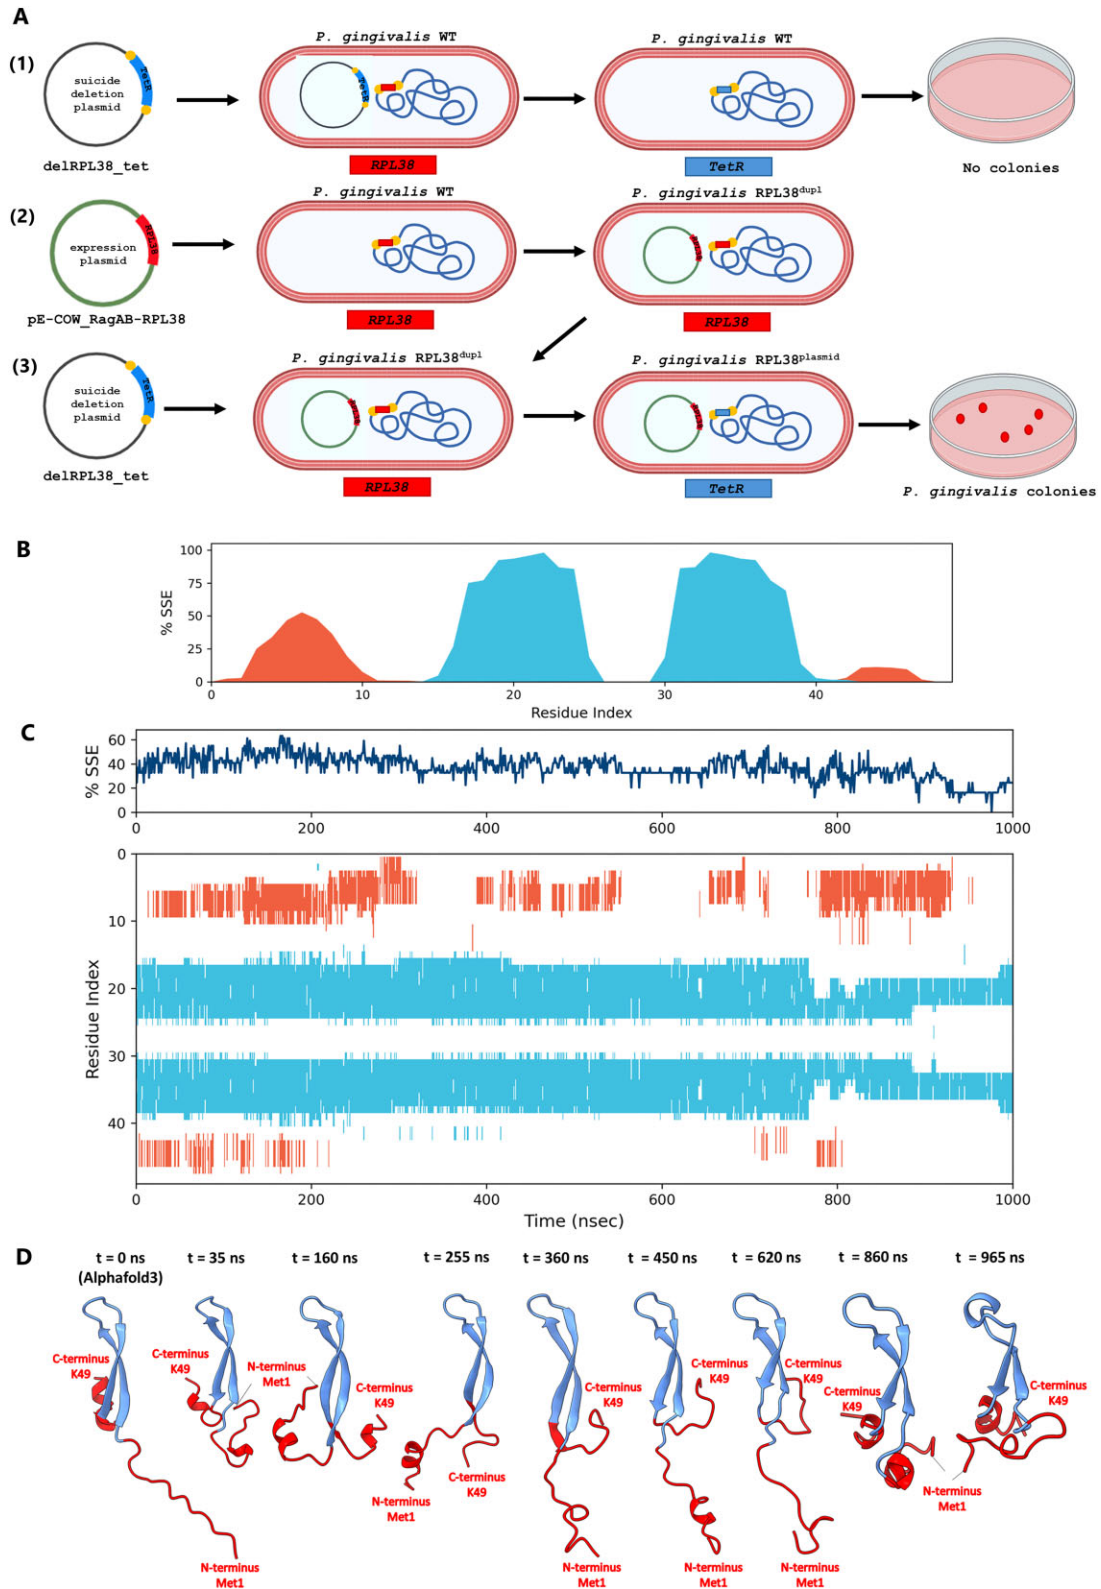 A
(1)
suicide
deletion
plasmid
TetR
delRPL38_tet
P. gingivalis WT
TetR
RPL38
P. gingivalis WT
TetR
No colonies
(2)
expression
plasmid
RPL38
pE-COW_RagAB-RPL38
P. gingivalis WT
RPL38
P. gingivalis RPL38dupl
RPL38
RPL38
(3)
suicide
deletion
plasmid
TetR
delRPL38_tet
P. gingivalis RPL38dupl
RPL38
RPL38
P. gingivalis RPL38plasmid
RPL38
TetR
P. gingivalis colonies
B
% SSE
100
75
50
25
0
0 10 20 30 40
Residue Index
C
% SSE
60
40
20
0
0 200 400 600 800 1000
Residue Index
0
10
20
30
40
0 200 400 600 800 1000
Time (nsec)
D
t = 0 ns
(Alphafold3)
t = 35 ns
t = 160 ns
t = 255 ns
t = 360 ns
t = 450 ns
t = 620 ns
t = 860 ns
t = 965 ns
C-terminus
K49
N-terminus
Met1
C-terminus
K49
N-terminus
Met1
C-terminus
K49
N-terminus
Met1
C-terminus
K49
C-terminus
K49
N-terminus
Met1
C-terminus
K49
N-terminus
Met1
C-terminus
K49
N-terminus
Met1
C-terminus
K49
N-terminus
Met1
C-terminus
K49